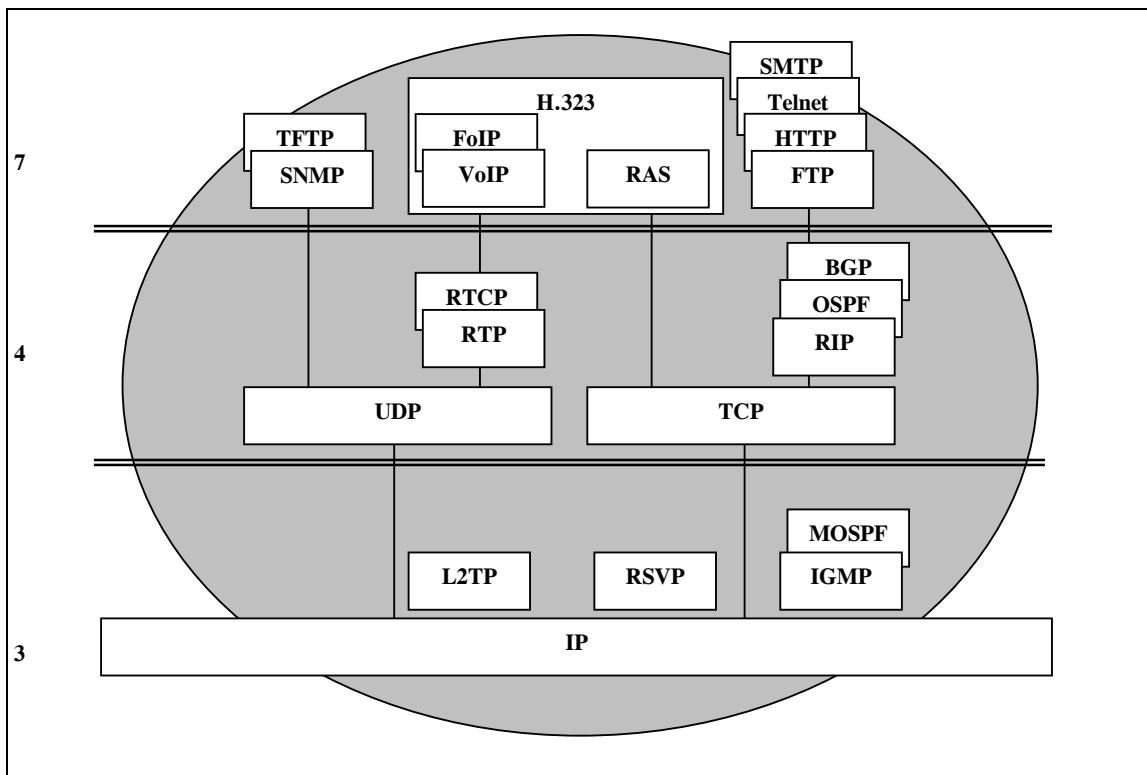 SMTP
H.323
Telnet
TFTP
FoIP
HTTP
7
SNMP
VoIP
RAS
FTP
BGP
RTCP
OSPF
RTP
RIP
4
UDP
TCP
MOSPF
L2TP
RSVP
IGMP
IP
3